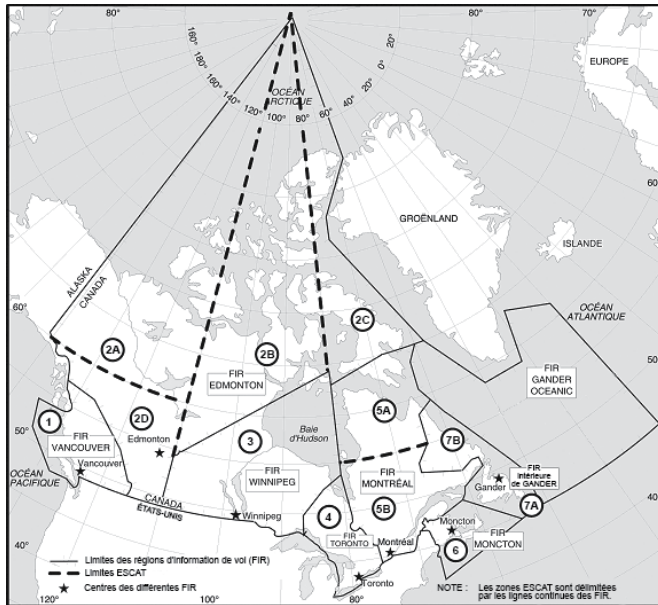 80°
80°
70°
160°
160°
140°
120°
100°
80°
60°
40°
20°
0°
20°
OCÉAN
ARCTIQUE
EUROPE
60°
GROËNLAND
ISLANDE
ALASKA
CANADA
60°
OCÉAN
ATLANTIQUE
2A
2B
2C
FIR
EDMONTON
FIR
GANDER
OCEANIC
50°
50°
1
2D
Edmonton
3
Baie
d'Hudson
5A
7B
FIR
VANCOUVER
Vancouver
FIR
WINNIPEG
FIR
MONTRÉAL
Gander
FIR
Intérieure
de GANDER
OCÉAN
PACIFIQUE
CANADA
ÉTATS-UNIS
Winnipeg
4
5B
7A
FIR
TORONTO
Montréal
Moncton
6
FIR
MONCTON
40°
40°
Limites des régions d'information de vol (FIR)
Limites ESCAT
Centres des différentes FIR
Toronto
120°
80°
NOTE : Les zones ESCAT sont délimitées
par les lignes continues des FIR.